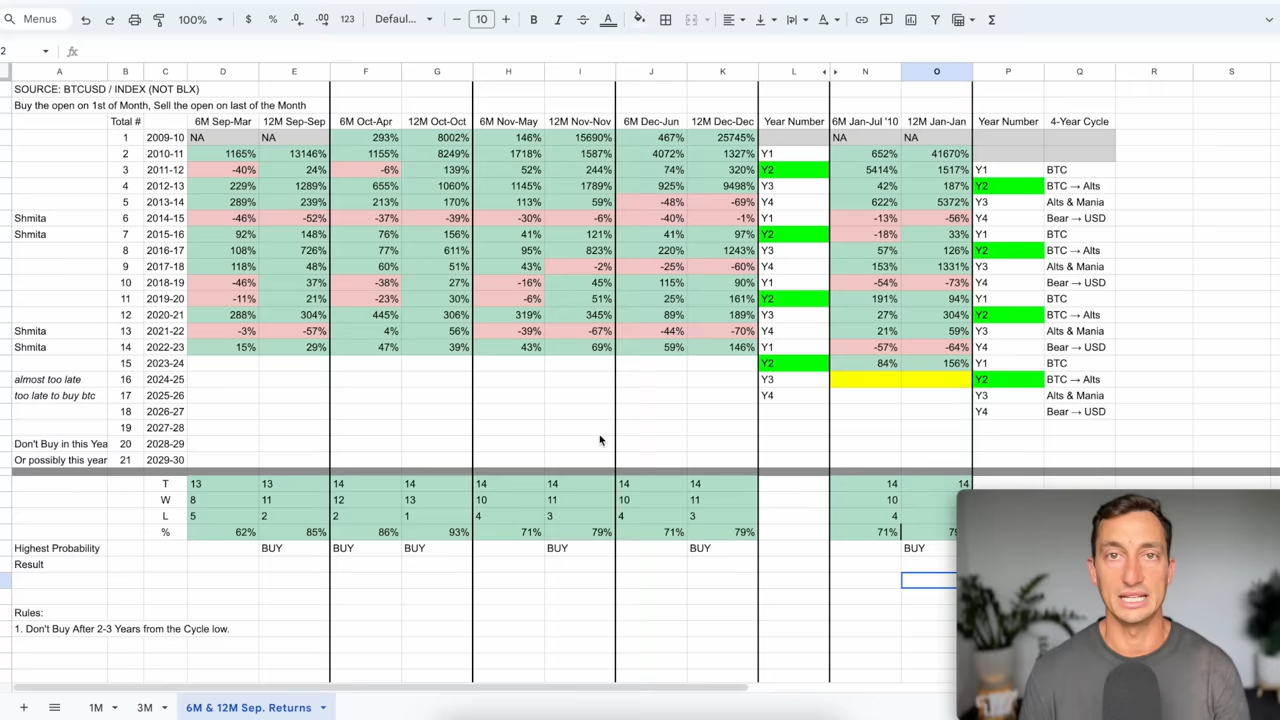 Menus 100% $ % .0 .00 123 Defaul... 10 B I A
2 fx
A B C D E F G H I J K L N O P Q R S
SOURCE: BTCUSD / INDEX (NOT BLX)
Buy the open on 1st of Month, Sell the open on last of the Month
Total # 6M Sep-Mar 12M Sep-Sep 6M Oct-Apr 12M Oct-Oct 6M Nov-May 12M Nov-Nov 6M Dec-Jun 12M Dec-Dec Year Number 6M Jan-Jul '10 12M Jan-Jan Year Number 4-Year Cycle
1 2009-10 NA NA 293% 8002% 146% 15690% 467% 25745% NA NA
2 2010-11 1165% 13146% 1155% 8249% 1718% 1587% 4072% 1327% Y1 652% 41670%
3 2011-12 -40% 24% -6% 139% 52% 244% 74% 320% Y2 5414% 1517% Y1 BTC
4 2012-13 229% 1289% 655% 1060% 1145% 1789% 925% 9498% Y3 42% 187% Y2 BTC → Alts
5 2013-14 289% 239% 213% 170% 113% 59% -48% -69% Y4 622% 5372% Y3 Alts & Mania
Shmita 6 2014-15 -46% -52% -37% -39% -30% -6% -40% -1% Y1 -13% -56% Y4 Bear → USD
Shmita 7 2015-16 92% 148% 76% 156% 41% 121% 41% 97% Y2 -18% 33% Y1 BTC
8 2016-17 108% 726% 77% 611% 95% 823% 220% 1243% Y3 57% 126% Y2 BTC → Alts
9 2017-18 118% 48% 60% 51% 43% -2% -25% -60% Y4 153% 1331% Y3 Alts & Mania
10 2018-19 -46% 37% -38% 27% -16% 45% 115% 90% Y1 -54% -73% Y4 Bear → USD
11 2019-20 -11% 21% -23% 30% -6% 51% 25% 161% Y2 191% 94% Y1 BTC
12 2020-21 288% 304% 445% 306% 319% 345% 89% 189% Y3 27% 304% Y2 BTC → Alts
Shmita 13 2021-22 -3% -57% 4% 56% -39% -67% -44% -70% Y4 21% 59% Y3 Alts & Mania
Shmita 14 2022-23 15% 29% 47% 39% 43% 69% 59% 146% Y1 -57% -64% Y4 Bear → USD
15 2023-24 Y2 84% 156% Y1 BTC
almost too late 16 2024-25 Y3 Y2 BTC → Alts
too late to buy btc 17 2025-26 Y4 Y3 Alts & Mania
18 2026-27 Y4 Bear → USD
19 2027-28
Don't Buy in this Yea 20 2028-29
Or possibly this year 21 2029-30
T 13 13 14 14 14 14 14 14 14 14
W 8 11 12 13 10 11 10 11 10
L 5 2 2 1 4 3 4 3 4
% 62% 85% 86% 93% 71% 79% 71% 79% 71%
Highest Probability BUY BUY BUY BUY BUY BUY
Result
Rules:
1. Don't Buy After 2-3 Years from the Cycle low.
1M 3M 6M & 12M Sep. Returns